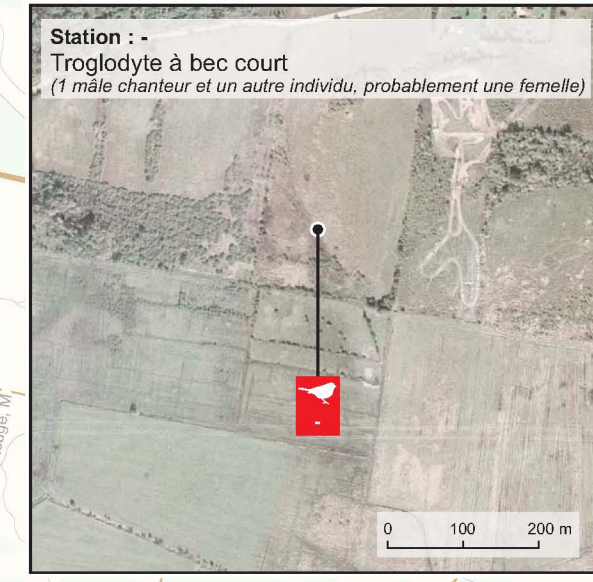 Station : -
Troglodyte à bec court
(1 mâle chanteur et un autre individu, probablement une femelle)
-
0 100 200 m